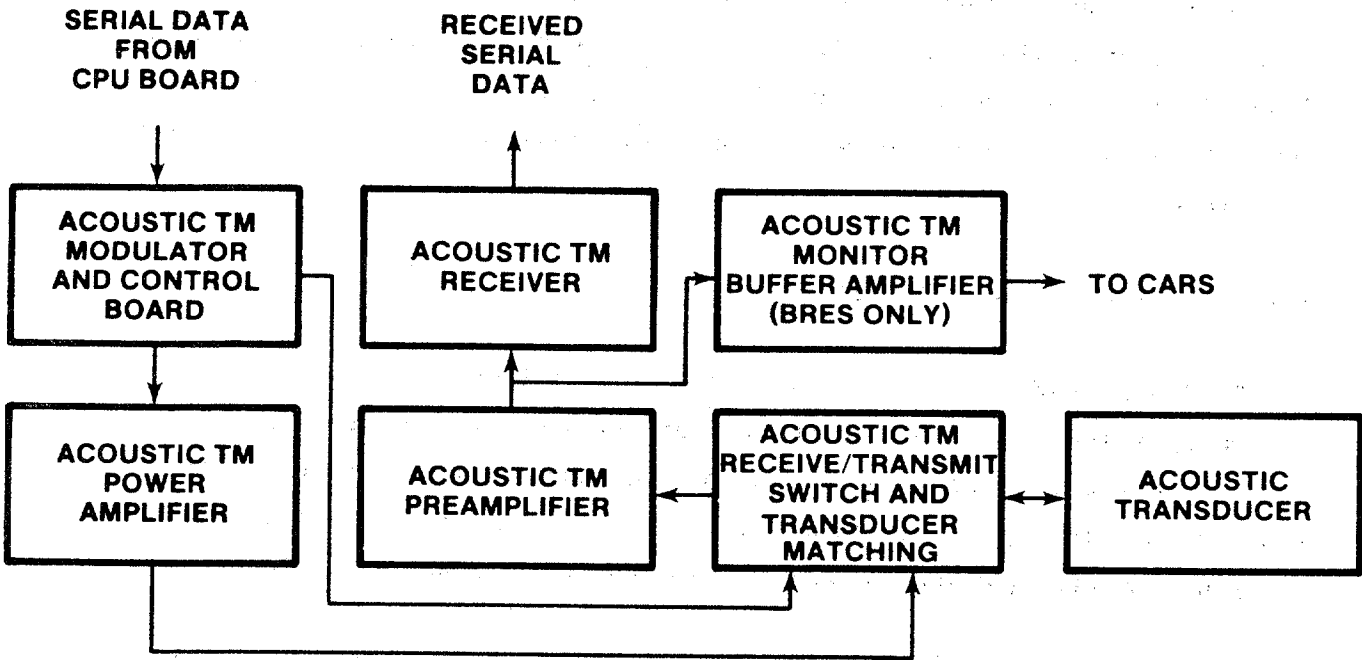 SERIAL DATA
FROM
CPU BOARD
RECEIVED
SERIAL
DATA
ACOUSTIC TM
MODULATOR
AND CONTROL
BOARD
ACOUSTIC TM
RECEIVER
ACOUSTIC TM
MONITOR
BUFFER AMPLIFIER
(BRES ONLY)
TO CARS
ACOUSTIC TM
POWER
AMPLIFIER
ACOUSTIC TM
PREAMPLIFIER
ACOUSTIC TM
RECEIVE/TRANSMIT
SWITCH AND
TRANSDUCER
MATCHING
ACOUSTIC
TRANSDUCER